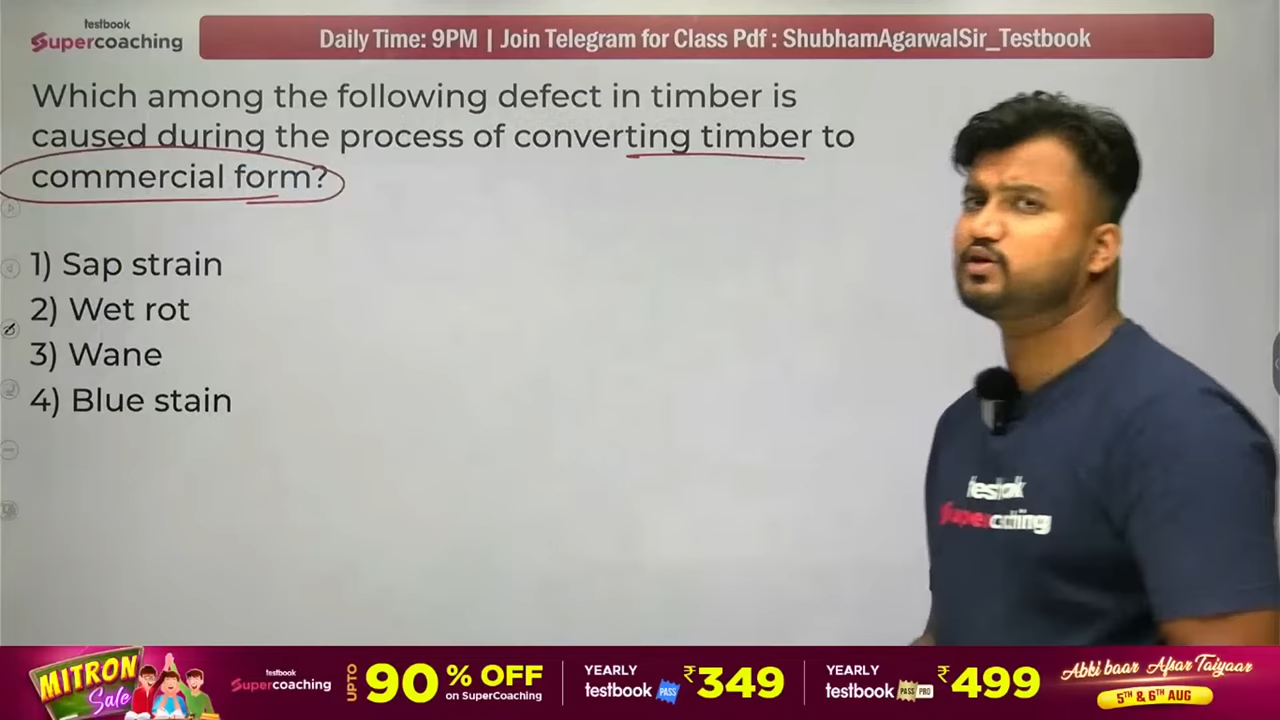 testbook
Supercoaching
Daily Time: 9PM | Join Telegram for Class Pdf : ShubhamAgarwalSir_Testbook
Which among the following defect in timber is
caused during the process of converting timber to
commercial form?
1) Sap strain
2) Wet rot
3) Wane
4) Blue stain
Supercoaching
MITRON
Sale
testbook
Supercoaching
UPTO
90% OFF
on SuperCoaching
YEARLY
testbook PASS
₹349
YEARLY
testbook PASS PRO
₹499
Abki baar Afsar Taiyaar
5TH & 6TH AUG